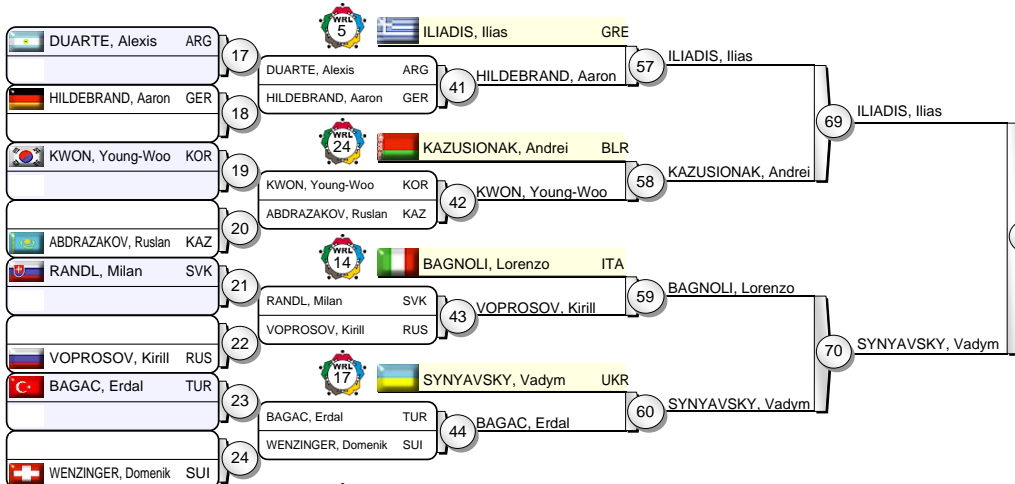 DUARTE, Alexis ARG
17
HILDEBRAND, Aaron GER
18
KWON, Young-Woo KOR
19
ABDRAZAKOV, Ruslan KAZ
20
RANDL, Milan SVK
21
VOPROSOV, Kirill RUS
22
BAGAC, Erdal TUR
23
WENZINGER, Domenik SUI
24
WRL
5
ILIADIS, Ilias GRE
DUARTE, Alexis ARG
HILDEBRAND, Aaron GER
41
HILDEBRAND, Aaron
57
WRL
24
KAZUSIONAK, Andrei BLR
KWON, Young-Woo KOR
ABDRAZAKOV, Ruslan KAZ
42
KWON, Young-Woo
58
WRL
14
BAGNOLI, Lorenzo ITA
RANDL, Milan SVK
VOPROSOV, Kirill RUS
43
VOPROSOV, Kirill
59
WRL
17
SYNYAVSKY, Vadym UKR
BAGAC, Erdal TUR
WENZINGER, Domenik SUI
44
BAGAC, Erdal
60
ILIADIS, Ilias
KAZUSIONAK, Andrei
69
BAGNOLI, Lorenzo
SYNYAVSKY, Vadym
70
ILIADIS, Ilias
SYNYAVSKY, Vadym